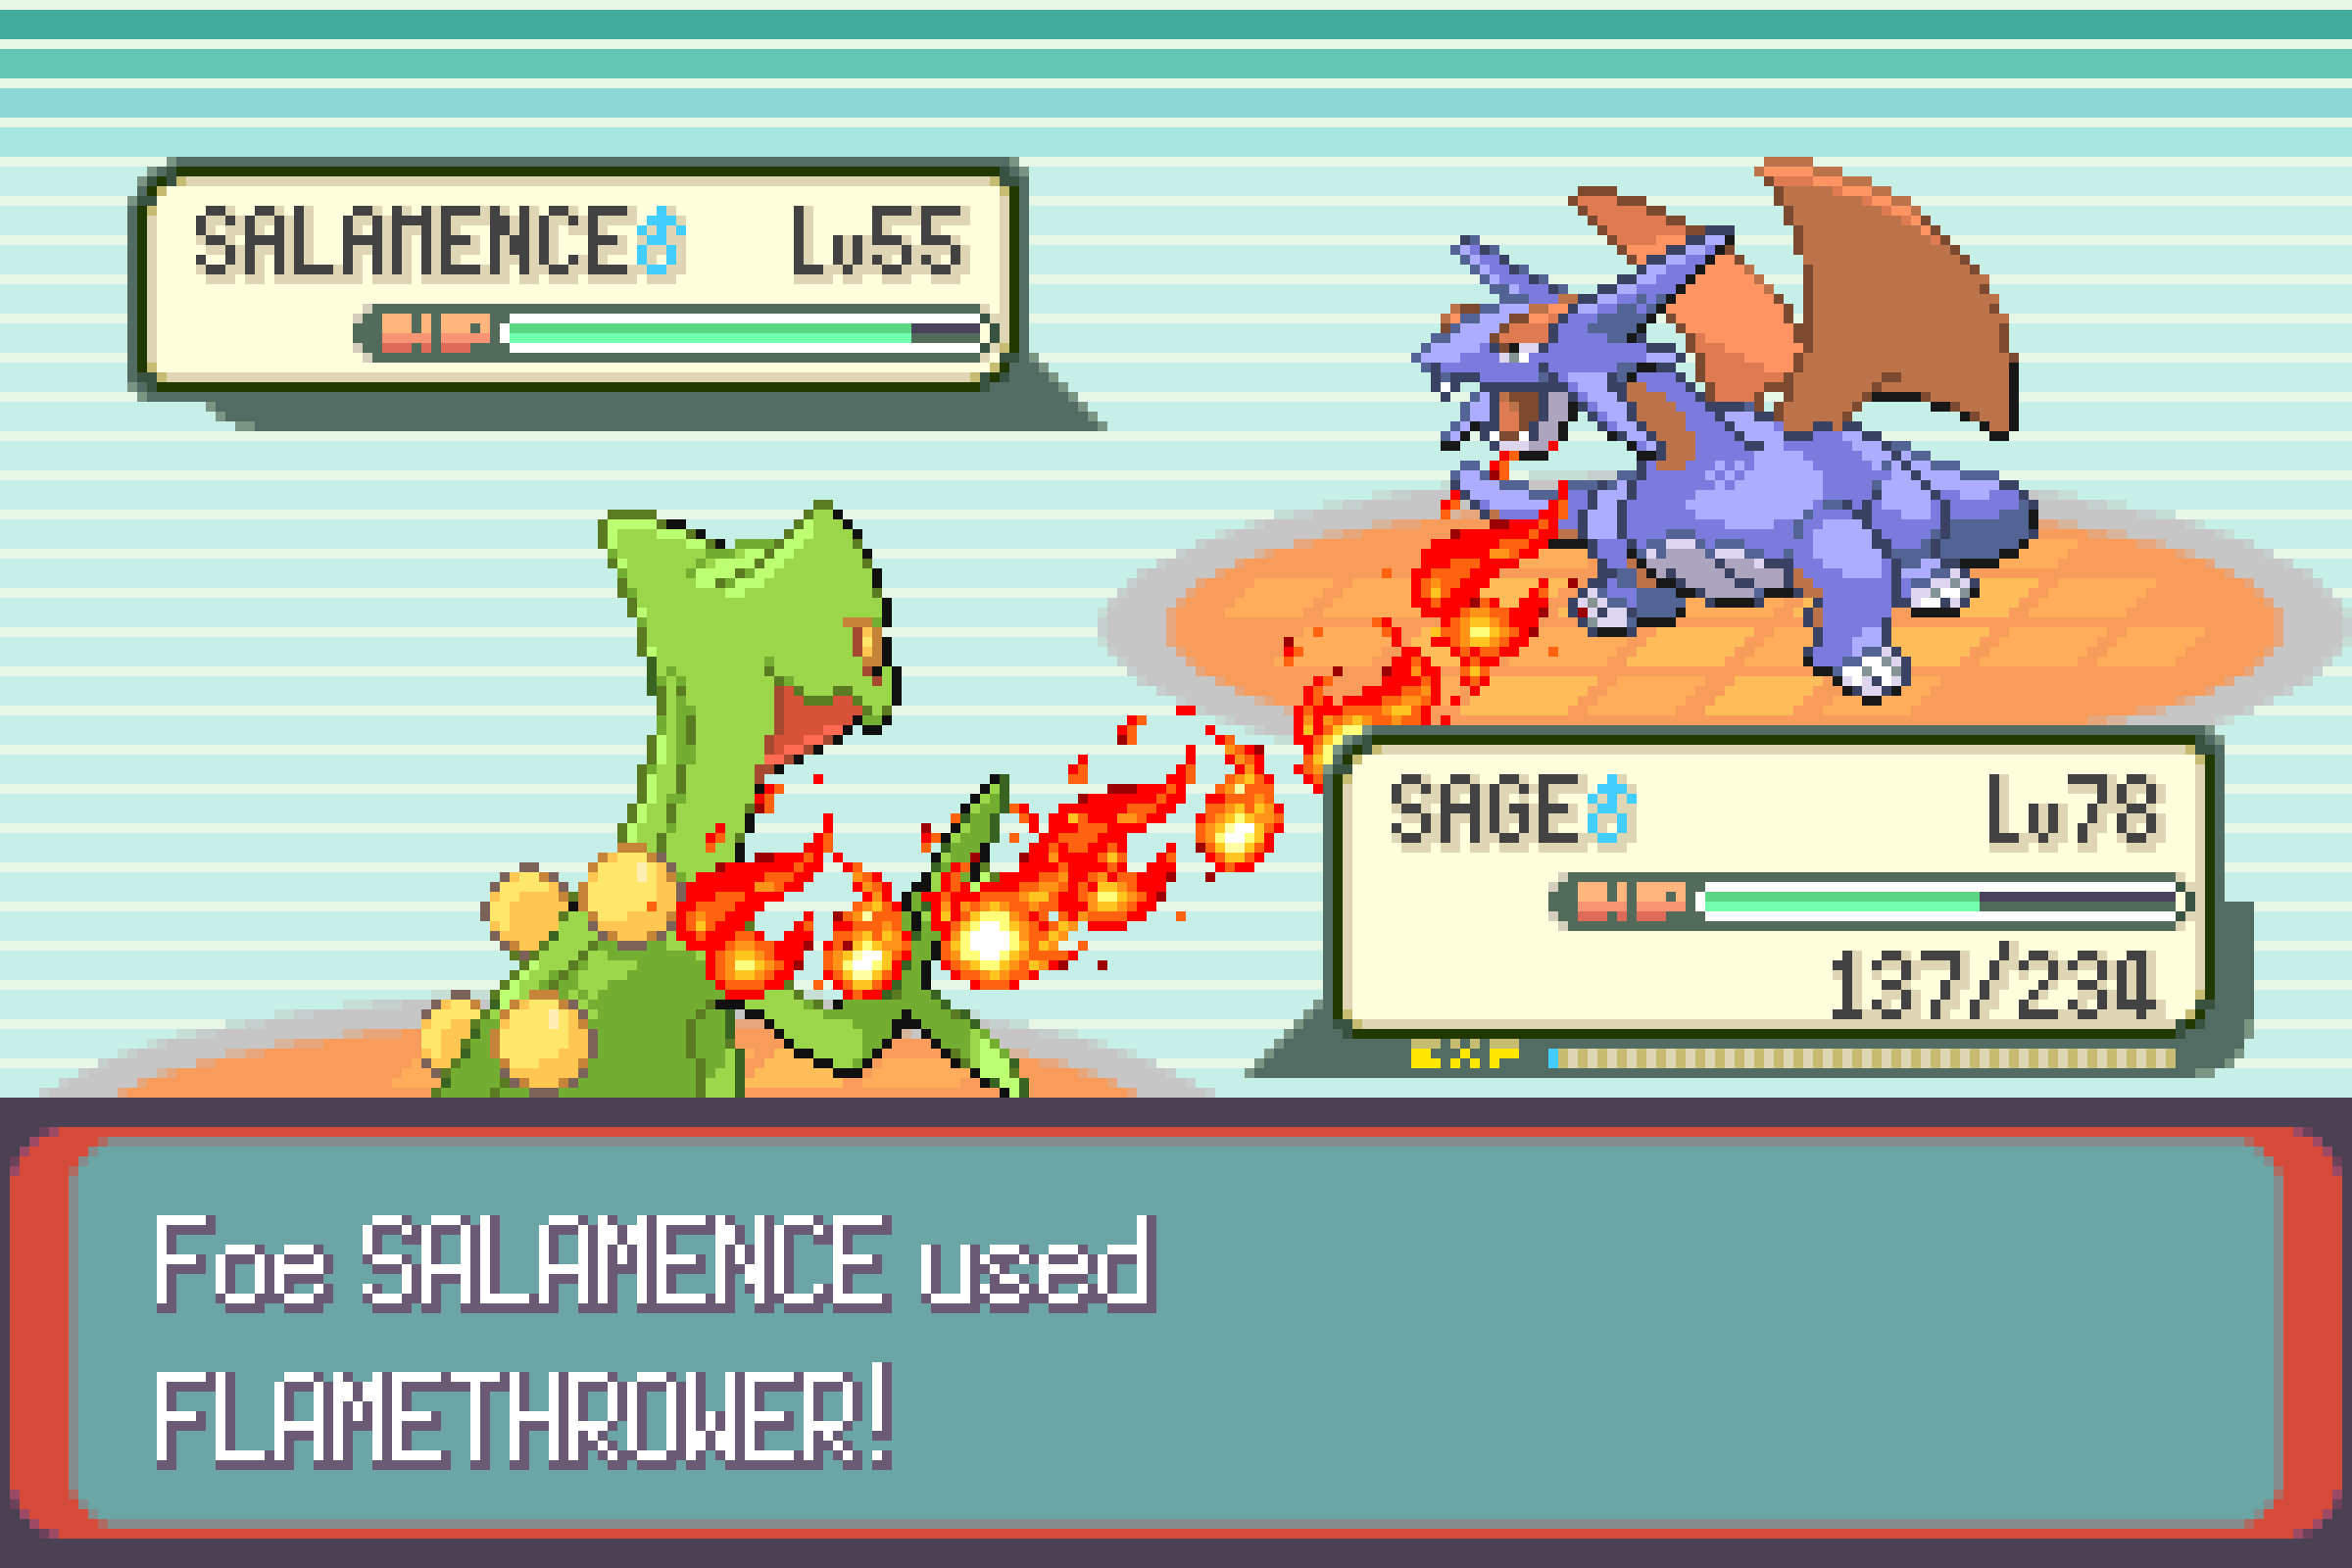 SALAMENCE♂ Lv55
HP
SAGE♂ Lv78
HP
137/234
EXP
Foe SALAMENCE used
FLAMETHROWER!